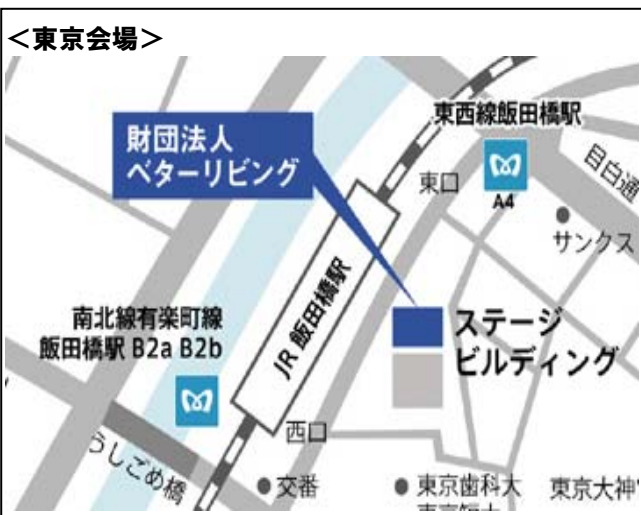 ＜東京会場＞
財団法人
ベターリビング
東西線飯田橋駅
東口
A4
目白通
サンクス
JR 飯田橋駅
南北線有楽町線
飯田橋駅 B2a B2b
ステージ
ビルディング
西口
うしごめ橋
交番
東京歯科大
東京大神